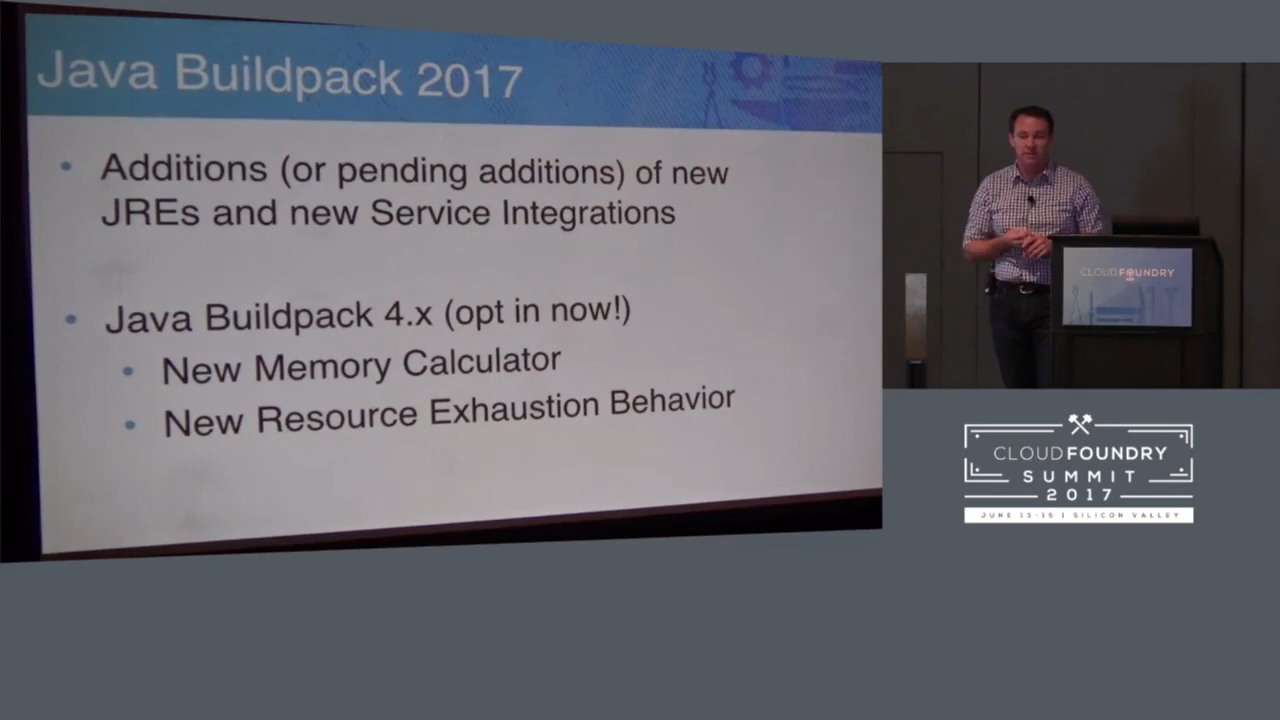 Java Buildpack 2017
• Additions (or pending additions) of new
JREs and new Service Integrations
• Java Buildpack 4.x (opt in now!)
• New Memory Calculator
• New Resource Exhaustion Behavior
CLOUDFOUNDRY
CLOUDFOUNDRY
SUMMIT
2017
JUNE 13-15 | SILICON VALLEY